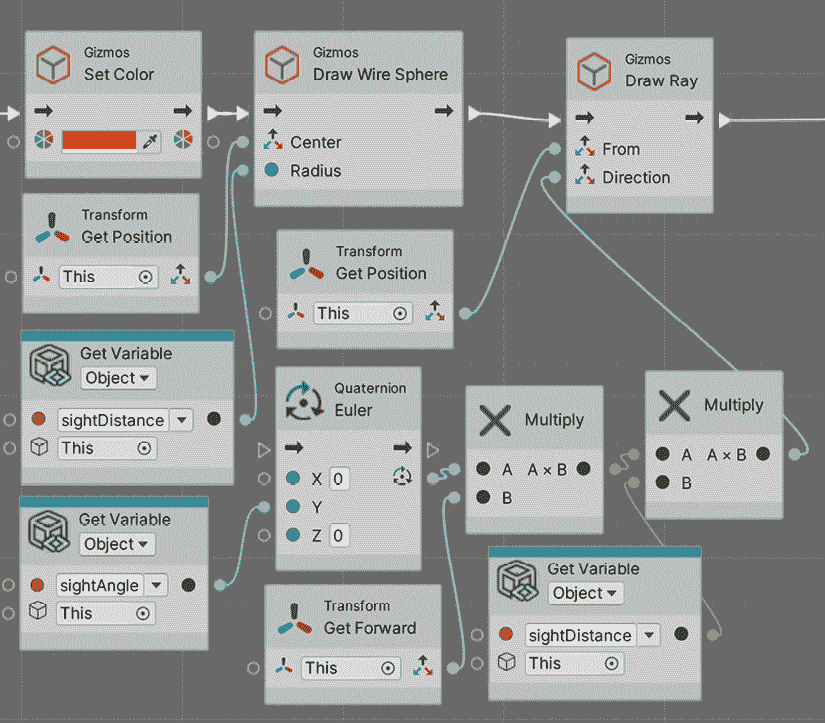 Gizmos
Set Color
Gizmos
Draw Wire Sphere
Center
Radius
Gizmos
Draw Ray
From
Direction
Transform
Get Position
This
Transform
Get Position
This
Get Variable
Object
sightDistance
This
Quaternion
Euler
X 0
Y
Z 0
Multiply
A A × B
B
Multiply
A A × B
B
Get Variable
Object
sightAngle
This
Transform
Get Forward
This
Get Variable
Object
sightDistance
This